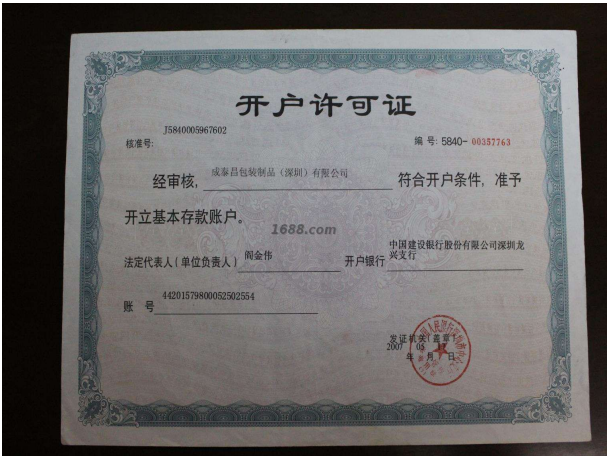 开户许可证
核准号: J5840005967602
编号: 5840-00357763
经审核, 成泰昌包装制品（深圳）有限公司 符合开户条件, 准予
开立基本存款账户。
1688.com
法定代表人(单位负责人) 阎金伟 开户银行 中国建设银行股份有限公司深圳龙
兴支行
账 号 44201579800052502554
发证机关(盖章)
2007 05
年 月 日